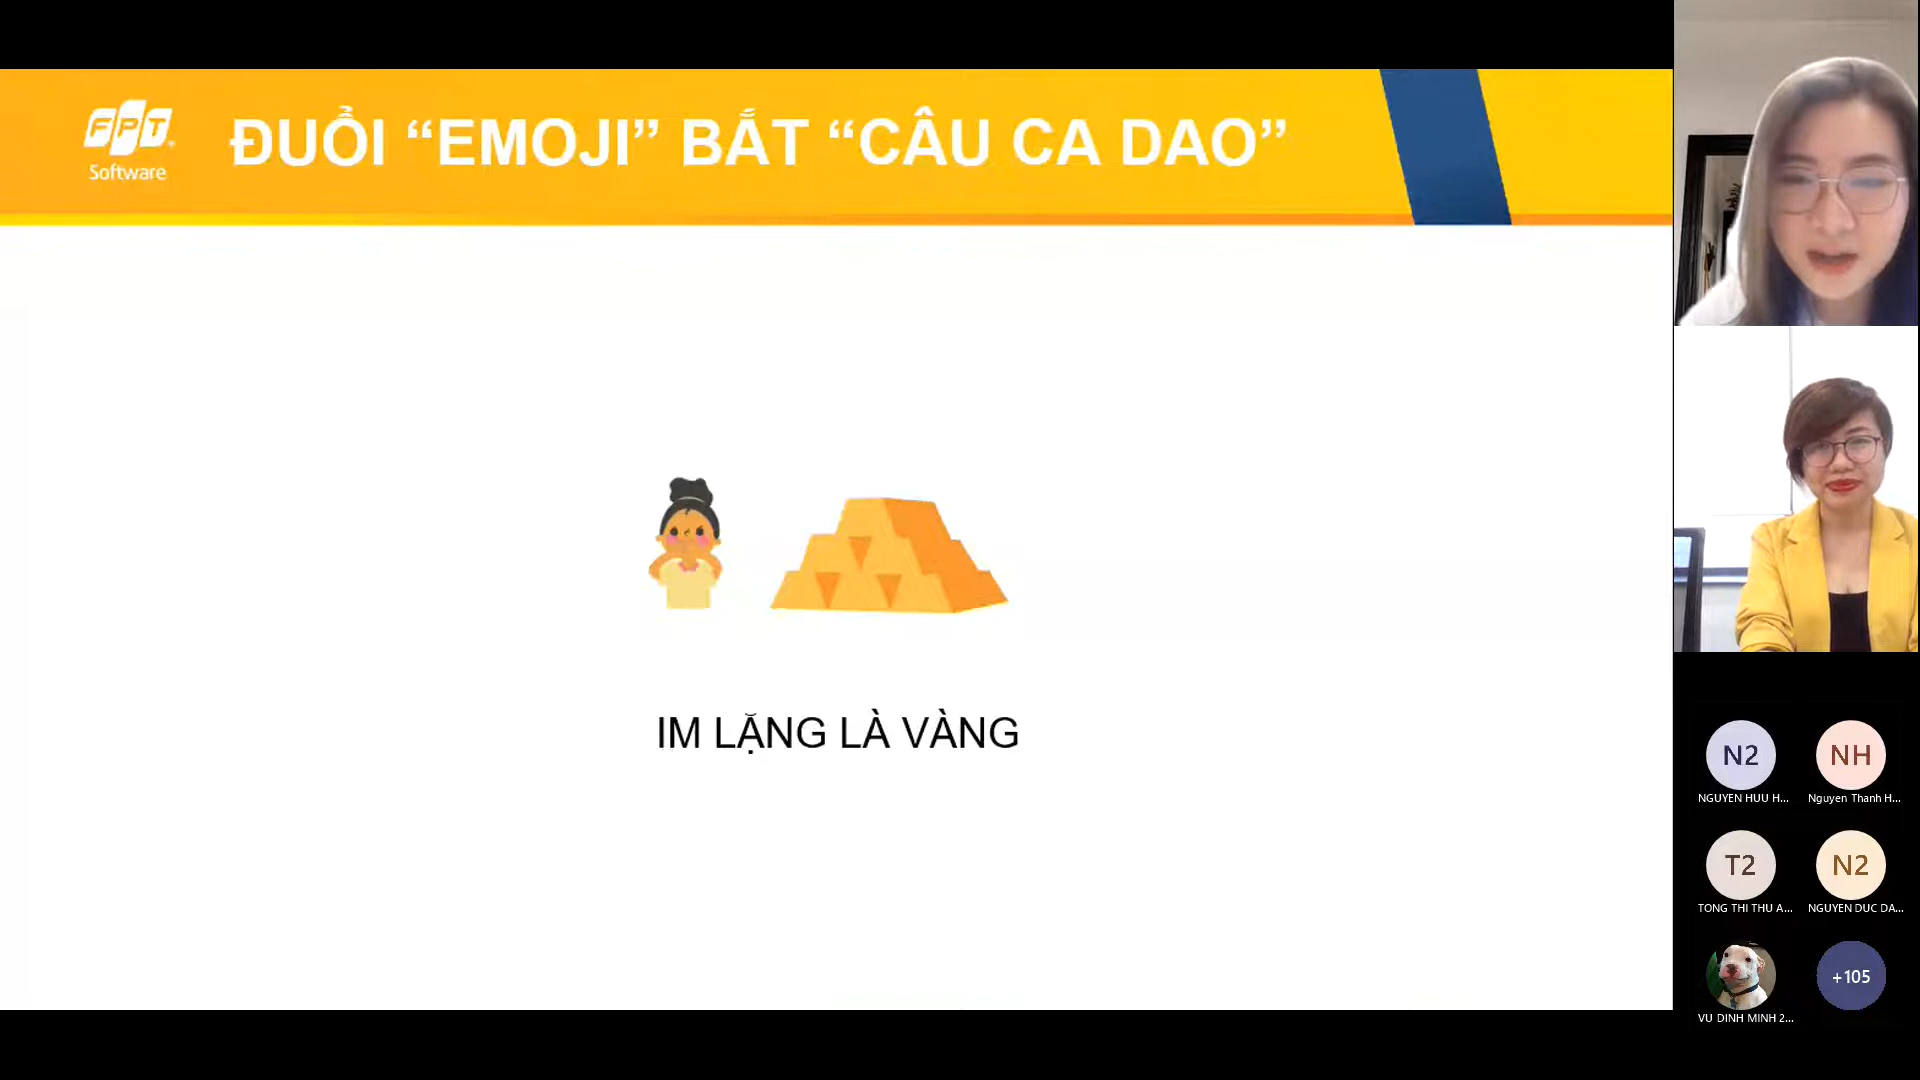 FPT
Software
ĐUỔI “EMOJI” BẮT “CÂU CA DAO”
IM LẶNG LÀ VÀNG
N2
NH
NGUYEN HUU H...
Nguyen Thanh H...
T2
N2
TONG THI THU A...
NGUYEN DUC DA...
+105
VU DINH MINH 2...